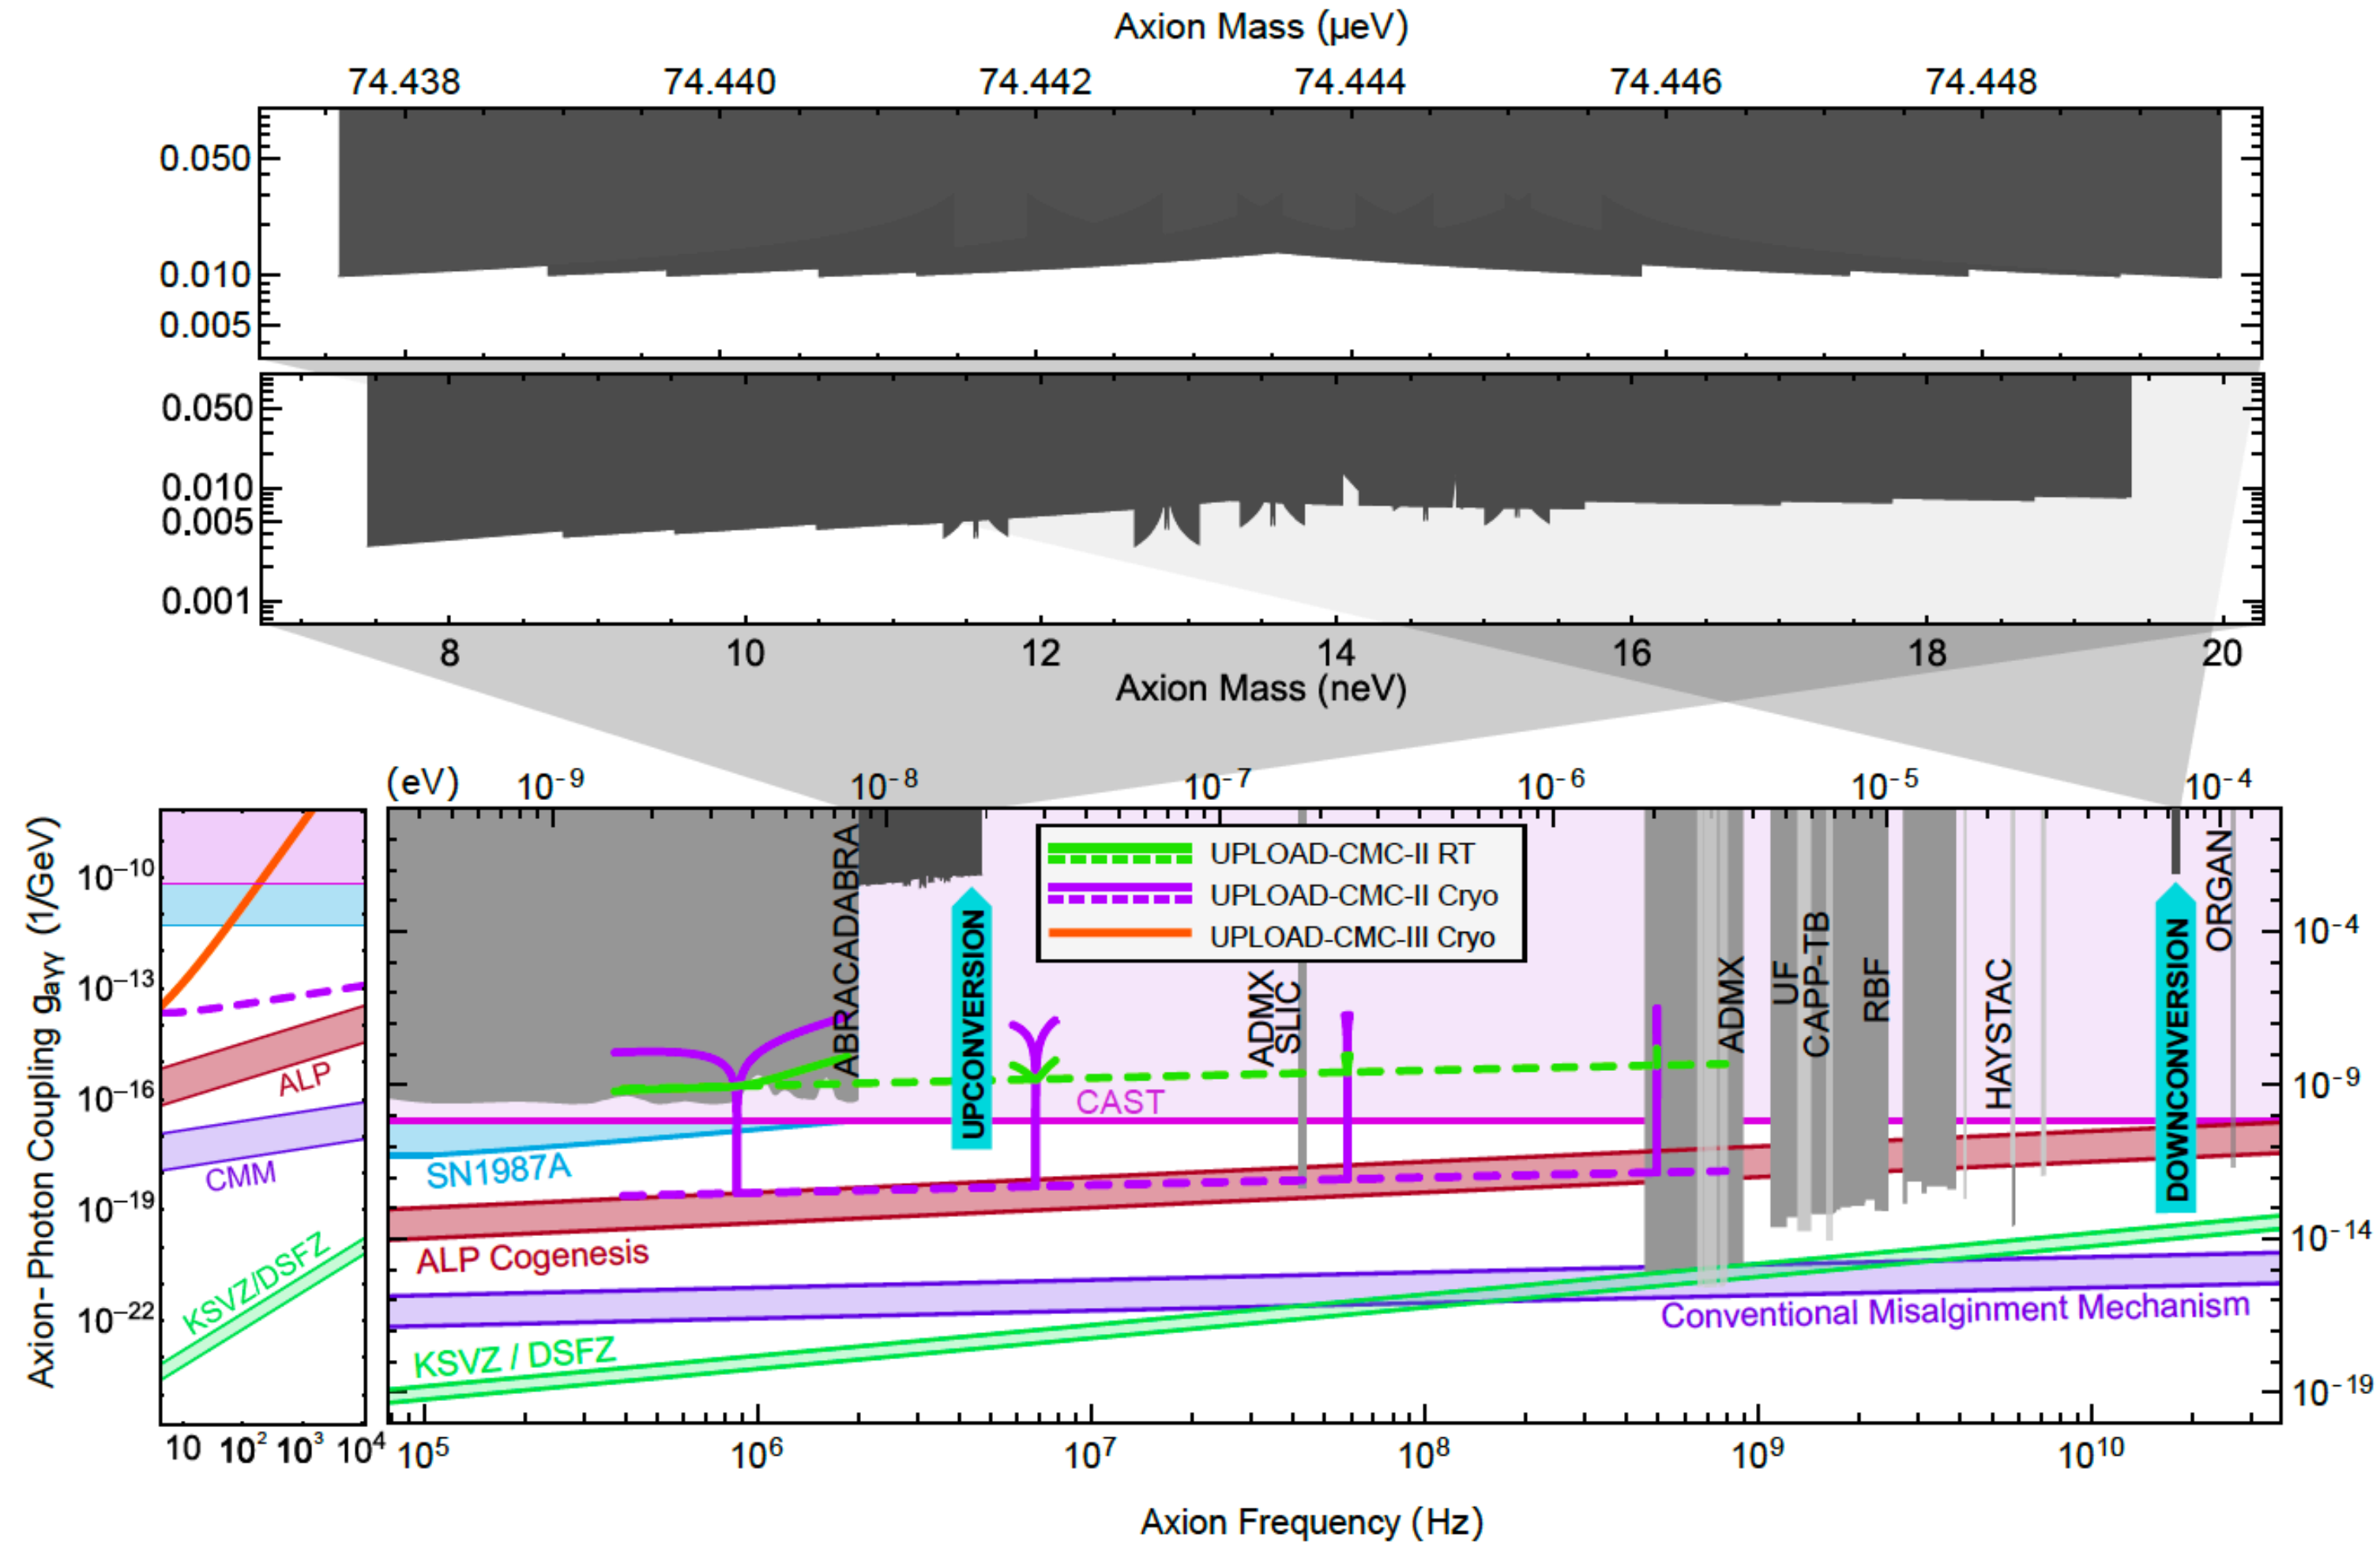 Axion Mass (µeV)
74.438 74.440 74.442 74.444 74.446 74.448
0.050
0.010
0.005
0.050
0.010
0.005
0.001
8 10 12 14 16 18 20
Axion Mass (neV)
(eV) 10⁻⁹ 10⁻⁸ 10⁻⁷ 10⁻⁶ 10⁻⁵ 10⁻⁴
Axion-Photon Coupling gaγγ (1/GeV)
10⁻¹⁰
10⁻¹³
10⁻¹⁶
10⁻¹⁹
10⁻²²
ALP
CMM
KSVZ/DSFZ
10 10² 10³ 10⁴
UPLOAD-CMC-II RT
UPLOAD-CMC-II Cryo
UPLOAD-CMC-III Cryo
ABRACADABRA
UPCONVERSION
ADMX
SLIC
ADMX
UF
CAPP-TB
RBF
HAYSTAC
DOWNCONVERSION
ORGAN
CAST
SN1987A
ALP Cogenesis
Conventional Misalginment Mechanism
KSVZ / DSFZ
10⁻⁴
10⁻⁹
10⁻¹⁴
10⁻¹⁹
10⁵ 10⁶ 10⁷ 10⁸ 10⁹ 10¹⁰
Axion Frequency (Hz)